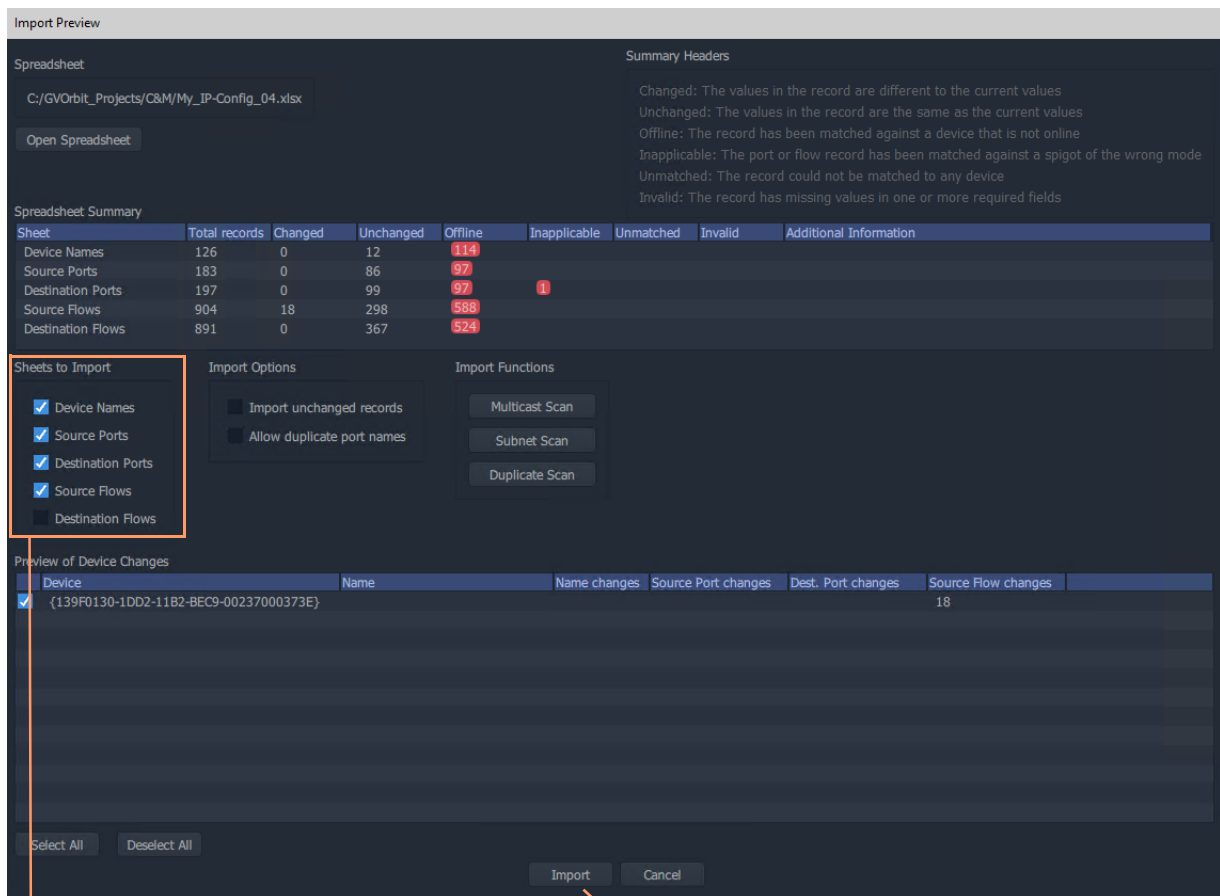 Import Preview
Spreadsheet
C:/GVOrbit_Projects/C&M/My_IP-Config_04.xlsx
Open Spreadsheet
Summary Headers
Changed: The values in the record are different to the current values
Unchanged: The values in the record are the same as the current values
Offline: The record has been matched against a device that is not online
Inapplicable: The port or flow record has been matched against a spigot of the wrong mode
Unmatched: The record could not be matched to any device
Invalid: The record has missing values in one or more required fields
Spreadsheet Summary
Sheet Total records Changed Unchanged Offline Inapplicable Unmatched Invalid Additional Information
Device Names 126 0 12 114
Source Ports 183 0 86 97
Destination Ports 197 0 99 97 1
Source Flows 904 18 298 588
Destination Flows 891 0 367 524
Sheets to Import
Device Names
Source Ports
Destination Ports
Source Flows
Destination Flows
Import Options
Import unchanged records
Allow duplicate port names
Import Functions
Multicast Scan
Subnet Scan
Duplicate Scan
Preview of Device Changes
Device Name Name changes Source Port changes Dest. Port changes Source Flow changes
{139F0130-1DD2-11B2-BEC9-00237000373E} 18
Select All Deselect All
Import Cancel